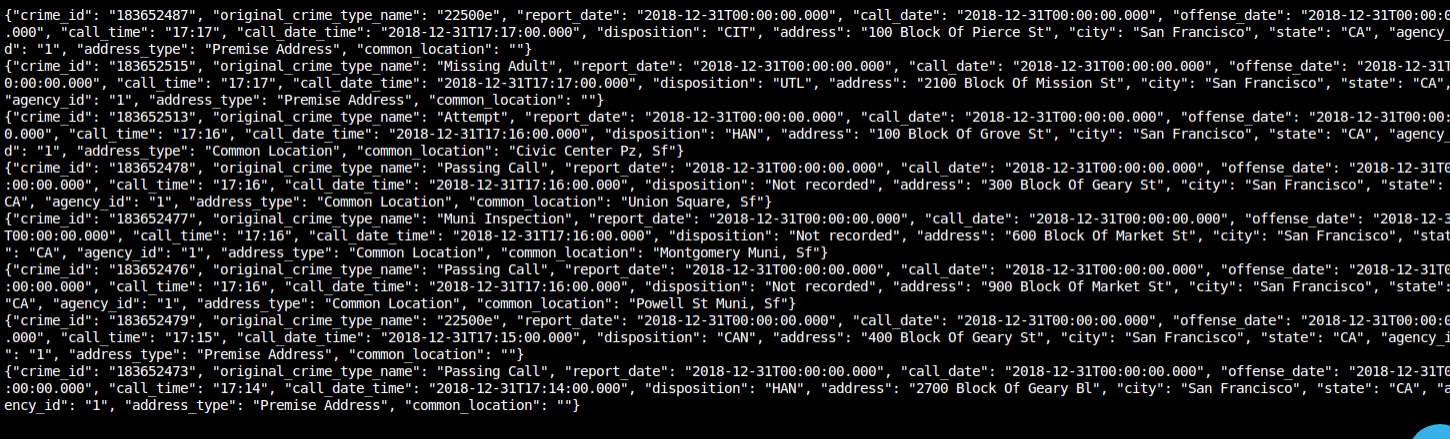 {"crime_id": "183652487", "original_crime_type_name": "22500e", "report_date": "2018-12-31T00:00:00.000", "call_date": "2018-12-31T00:00:00.000", "offense_date": "2018-12-31T00:00:0
.000", "call_time": "17:17", "call_date_time": "2018-12-31T17:17:00.000", "disposition": "CIT", "address": "100 Block Of Pierce St", "city": "San Francisco", "state": "CA", "agency_
d": "1", "address_type": "Premise Address", "common_location": ""}
{"crime_id": "183652515", "original_crime_type_name": "Missing Adult", "report_date": "2018-12-31T00:00:00.000", "call_date": "2018-12-31T00:00:00.000", "offense_date": "2018-12-31T
0:00:00.000", "call_time": "17:17", "call_date_time": "2018-12-31T17:17:00.000", "disposition": "UTL", "address": "2100 Block Of Mission St", "city": "San Francisco", "state": "CA",
"agency_id": "1", "address_type": "Premise Address", "common_location": ""}
{"crime_id": "183652513", "original_crime_type_name": "Attempt", "report_date": "2018-12-31T00:00:00.000", "call_date": "2018-12-31T00:00:00.000", "offense_date": "2018-12-31T00:00:
0.000", "call_time": "17:16", "call_date_time": "2018-12-31T17:16:00.000", "disposition": "HAN", "address": "100 Block Of Grove St", "city": "San Francisco", "state": "CA", "agency_
d": "1", "address_type": "Common Location", "common_location": "Civic Center Pz, Sf"}
{"crime_id": "183652478", "original_crime_type_name": "Passing Call", "report_date": "2018-12-31T00:00:00.000", "call_date": "2018-12-31T00:00:00.000", "offense_date": "2018-12-31T0
:00:00.000", "call_time": "17:16", "call_date_time": "2018-12-31T17:16:00.000", "disposition": "Not recorded", "address": "300 Block Of Geary St", "city": "San Francisco", "state":
CA", "agency_id": "1", "address_type": "Common Location", "common_location": "Union Square, Sf"}
{"crime_id": "183652477", "original_crime_type_name": "Muni Inspection", "report_date": "2018-12-31T00:00:00.000", "call_date": "2018-12-31T00:00:00.000", "offense_date": "2018-12-3
T00:00:00.000", "call_time": "17:16", "call_date_time": "2018-12-31T17:16:00.000", "disposition": "Not recorded", "address": "600 Block Of Market St", "city": "San Francisco", "stat
": "CA", "agency_id": "1", "address_type": "Common Location", "common_location": "Montgomery Muni, Sf"}
{"crime_id": "183652476", "original_crime_type_name": "Passing Call", "report_date": "2018-12-31T00:00:00.000", "call_date": "2018-12-31T00:00:00.000", "offense_date": "2018-12-31T0
:00:00.000", "call_time": "17:16", "call_date_time": "2018-12-31T17:16:00.000", "disposition": "Not recorded", "address": "900 Block Of Market St", "city": "San Francisco", "state":
"CA", "agency_id": "1", "address_type": "Common Location", "common_location": "Powell St Muni, Sf"}
{"crime_id": "183652479", "original_crime_type_name": "22500e", "report_date": "2018-12-31T00:00:00.000", "call_date": "2018-12-31T00:00:00.000", "offense_date": "2018-12-31T00:00:0
.000", "call_time": "17:15", "call_date_time": "2018-12-31T17:15:00.000", "disposition": "CAN", "address": "400 Block Of Geary St", "city": "San Francisco", "state": "CA", "agency_i
": "1", "address_type": "Premise Address", "common_location": ""}
{"crime_id": "183652473", "original_crime_type_name": "Passing Call", "report_date": "2018-12-31T00:00:00.000", "call_date": "2018-12-31T00:00:00.000", "offense_date": "2018-12-31T0
:00:00.000", "call_time": "17:14", "call_date_time": "2018-12-31T17:14:00.000", "disposition": "HAN", "address": "2700 Block Of Geary Bl", "city": "San Francisco", "state": "CA", "a
ency_id": "1", "address_type": "Premise Address", "common_location": ""}